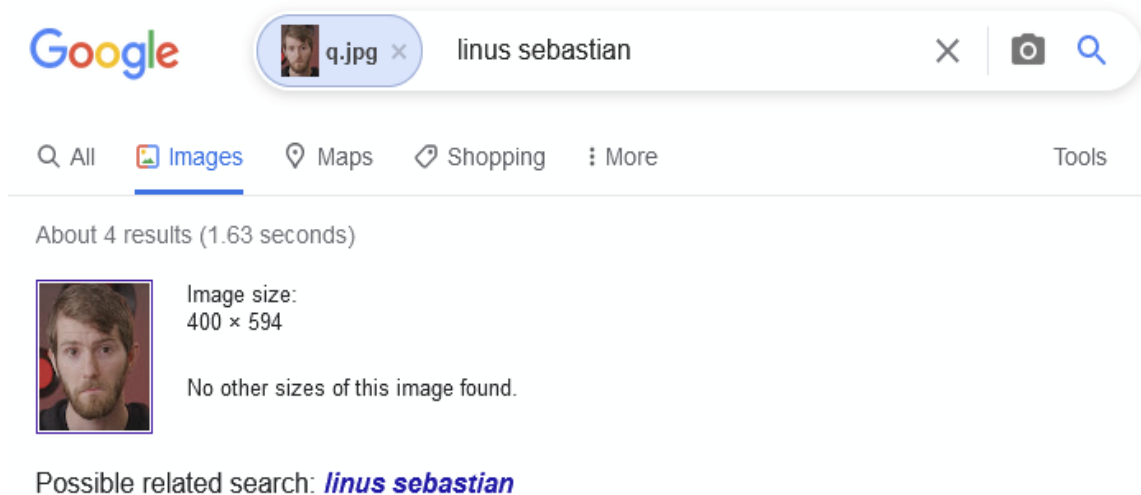 Google
q.jpg × linus sebastian
All Images Maps Shopping More
Tools
About 4 results (1.63 seconds)
Image size:
400 × 594
No other sizes of this image found.
Possible related search: linus sebastian